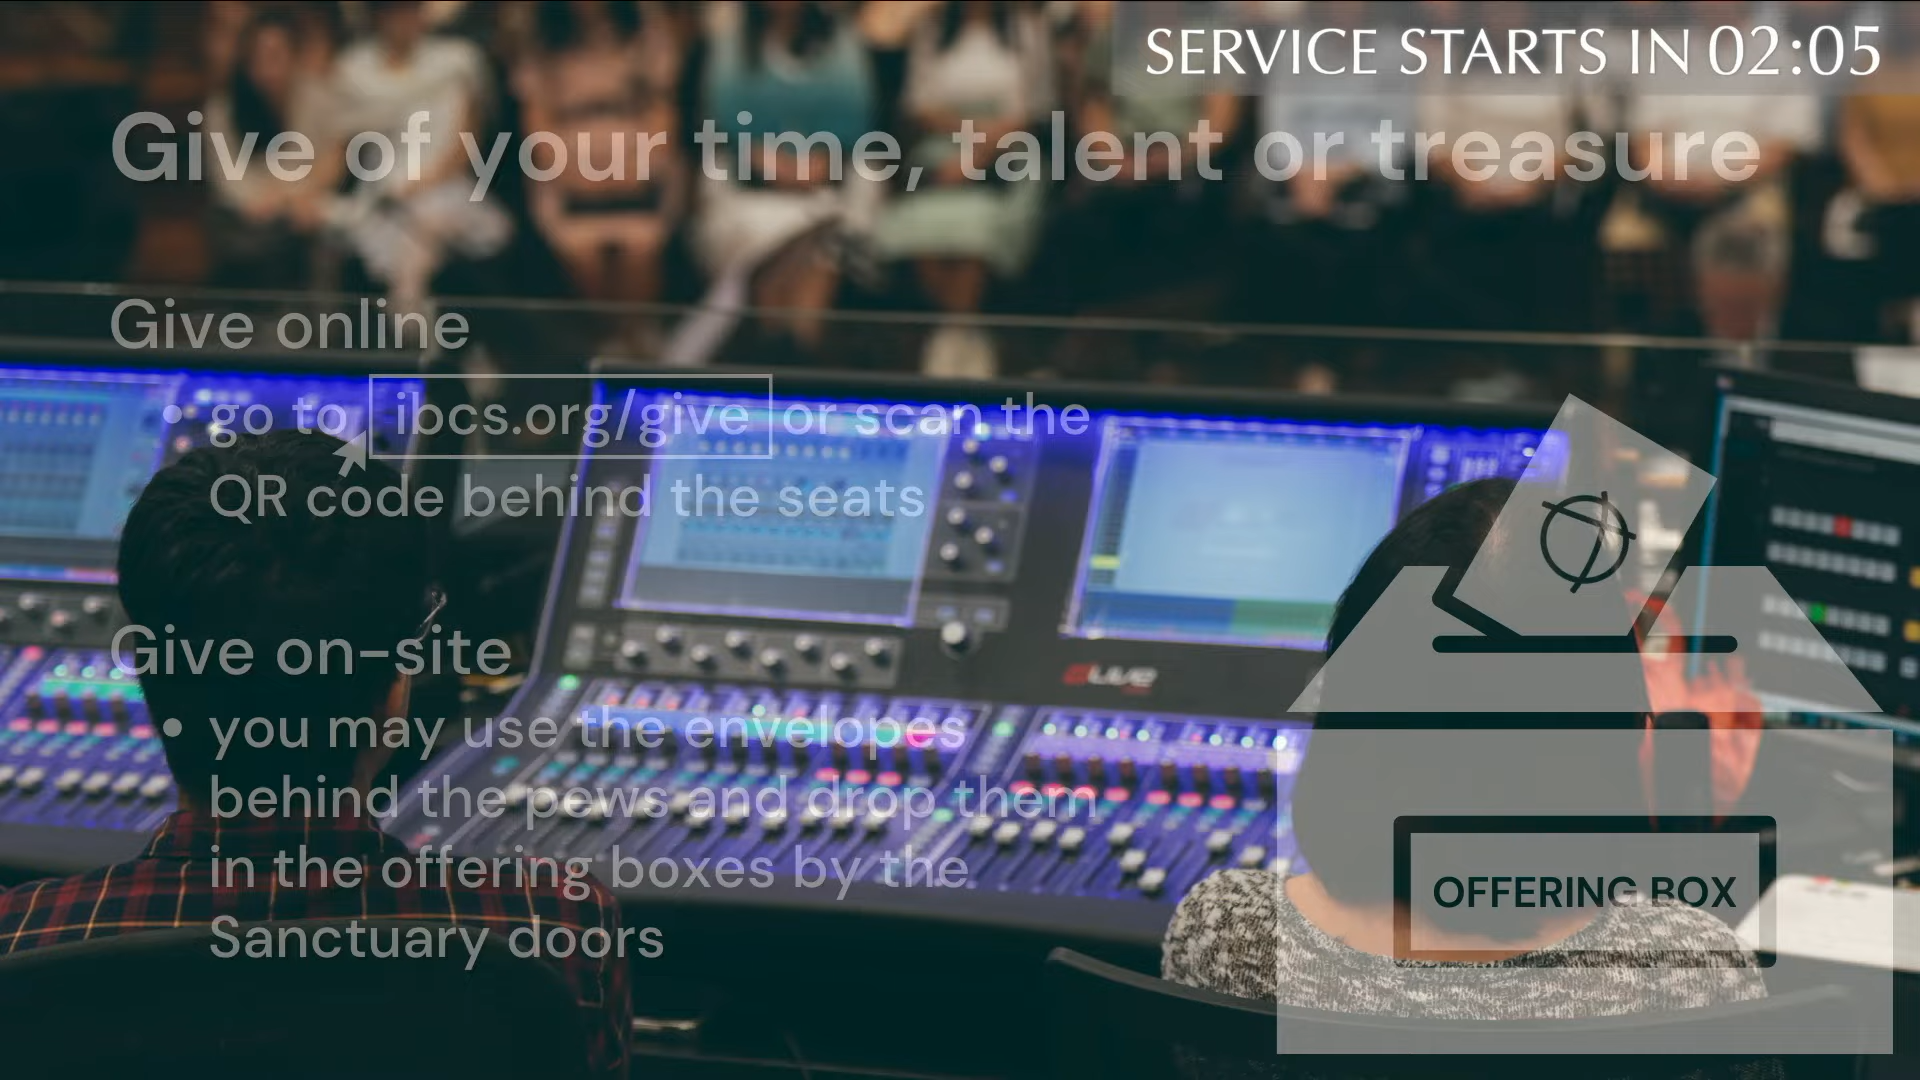 SERVICE STARTS IN 02:05
Give of your time, talent or treasure
Give online
• go to ibcs.org/give or scan the
QR code behind the seats
Give on-site
• you may use the envelopes
behind the pews and drop them
in the offering boxes by the
Sanctuary doors
OFFERING BOX
dLIVE